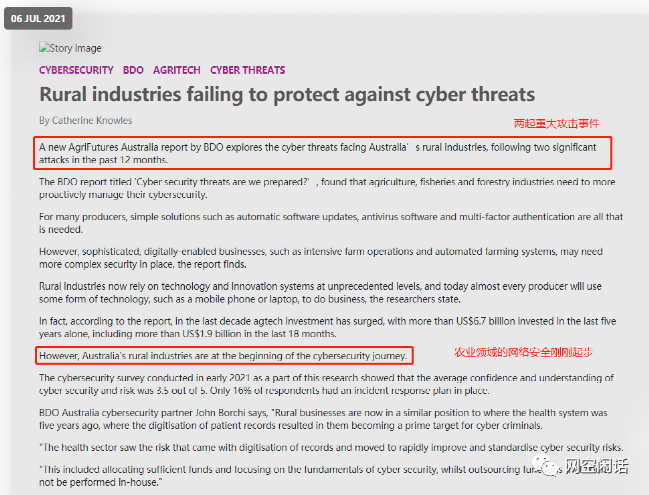 06 JUL 2021
Story Image
CYBERSECURITY BDO AGRITECH CYBER THREATS
Rural industries failing to protect against cyber threats
By Catherine Knowles
两起重大攻击事件
A new AgriFutures Australia report by BDO explores the cyber threats facing Australia's rural industries, following two significant
attacks in the past 12 months.
The BDO report titled 'Cyber security threats are we prepared?', found that agriculture, fisheries and forestry industries need to more
proactively manage their cybersecurity.
For many producers, simple solutions such as automatic software updates, antivirus software and multi-factor authentication are all that
is needed.
However, sophisticated, digitally-enabled businesses, such as intensive farm operations and automated farming systems, may need
more complex security in place, the report finds.
Rural Industries now rely on technology and Innovation systems at unprecedented levels, and today almost every producer will use
some form of technology, such as a mobile phone or laptop, to do business, the researchers state.
In fact, according to the report, in the last decade agtech investment has surged, with more than US$6.7 billion invested in the last five
years alone, including more than US$1.9 billion in the last 18 months.
However, Australia's rural industries are at the beginning of the cybersecurity journey.
农业领域的网络安全刚刚起步
The cybersecurity survey conducted in early 2021 as a part of this research showed that the average confidence and understanding of
cyber security and risk was 3.5 out of 5. Only 16% of respondents had an incident response plan in place.
BDO Australia cybersecurity partner John Borchi says, "Rural businesses are now in a similar position to where the health system was
five years ago, where the digitisation of patient records resulted in them becoming a prime target for cyber criminals.
"The health sector saw the risk that came with digitisation of records and moved to rapidly improve and standardise cyber security risks.
"This included allocating sufficient funds and focusing on the fundamentals of cyber security, whilst outsourcing
not be performed in-house."
网空闲话